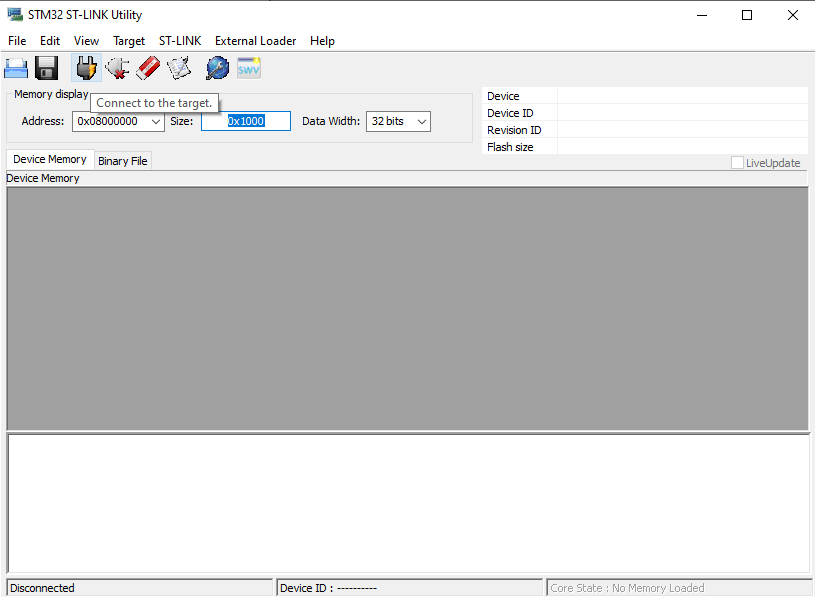 STM32 ST-LINK Utility
File Edit View Target ST-LINK External Loader Help
SWV
Memory display
Connect to the target.
Address: 0x08000000 Size: 0x1000 Data Width: 32 bits
Device
Device ID
Revision ID
Flash size
LiveUpdate
Device Memory Binary File
Device Memory
Disconnected Device ID : ---------- Core State : No Memory Loaded